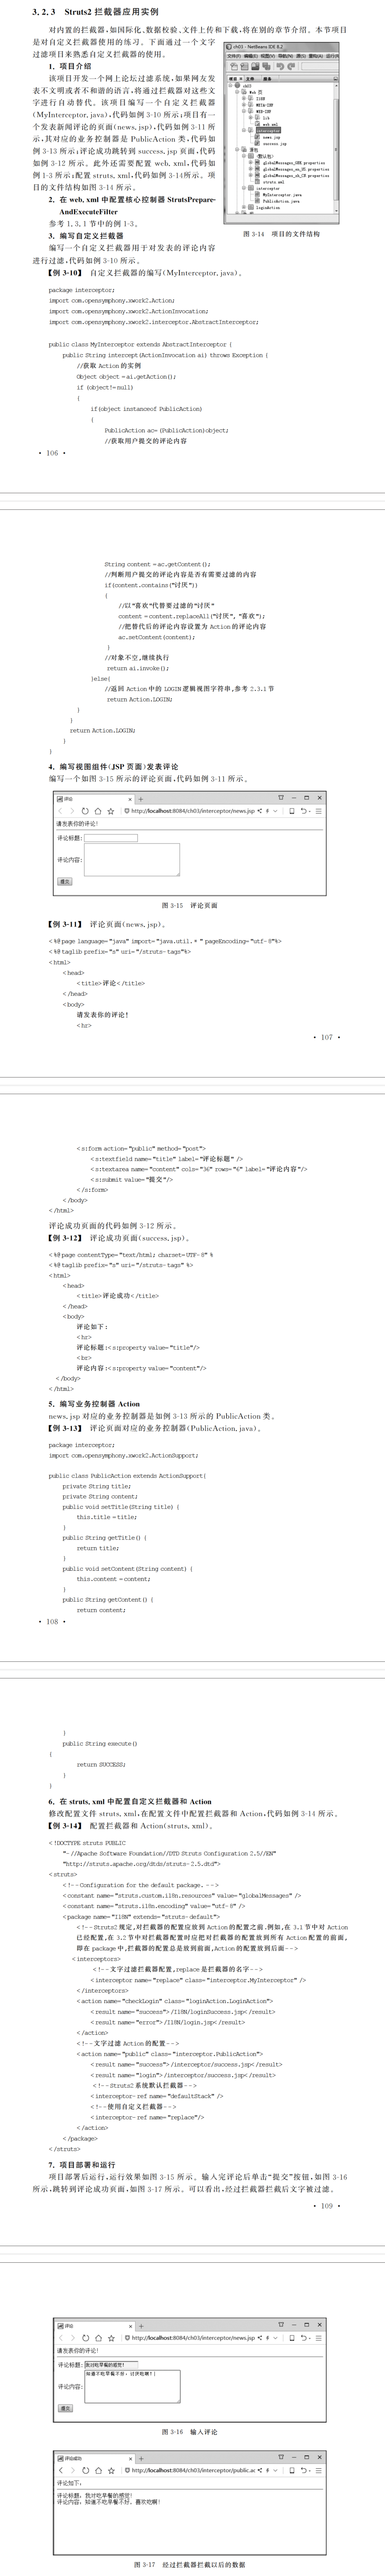 3.2.3 Struts2 拦截器应用实例
对内置的拦截器,如国际化、数据校验、文件上传和下载,将在别的章节介绍。本节项目
是对自定义拦截器使用的练习。下面通过一个文字
过滤项目来熟悉自定义拦截器的使用。
1. 项目介绍
该项目开发一个网上论坛过滤系统,如果网友发
表不文明或者不和谐的语言,将通过拦截器对这些文
字进行自动替代。该项目编写一个自定义拦截器
(MyInterceptor.java),代码如例 3-10 所示;项目有一
个发表新闻评论的页面(news.jsp),代码如例 3-11 所
示,其对应的业务控制器是 PublicAction 类,代码如
例 3-13 所示;评论成功跳转到 success.jsp 页面,代码
如例 3-12 所示。此外还需要配置 web.xml,代码如
例 1-3 所示;配置 struts.xml,代码如例 3-14所示。项
目的文件结构如图 3-14 所示。
2. 在 web.xml 中配置核心控制器 StrutsPrepare-
AndExecuteFilter
参考 1.3.1 节中的例 1-3。
3. 编写自定义拦截器
编写一个自定义拦截器用于对发表的评论内容
图 3-14 项目的文件结构
进行过滤,代码如例 3-10 所示。
【例 3-10】 自定义拦截器的编写(MyInterceptor.java)。
package interceptor;
import com.opensymphony.xwork2.Action;
import com.opensymphony.xwork2.ActionInvocation;
import com.opensymphony.xwork2.interceptor.AbstractInterceptor;
public class MyInterceptor extends AbstractInterceptor {
public String intercept(ActionInvocation ai) throws Exception {
//获取 Action 的实例
Object object =ai.getAction();
if (object!=null)
{
if(object instanceof PublicAction)
{
PublicAction ac= (PublicAction)object;
//获取用户提交的评论内容
• 106 •
String content =ac.getContent();
//判断用户提交的评论内容是否有需要过滤的内容
if(content.contains("讨厌"))
{
//以"喜欢"代替要过滤的"讨厌"
content =content.replaceAll("讨厌", "喜欢");
//把替代后的评论内容设置为 Action 的评论内容
ac.setContent(content);
}
//对象不空,继续执行
return ai.invoke();
}else{
//返回 Action 中的 LOGIN 逻辑视图字符串,参考 2.3.1 节
return Action.LOGIN;
}
}
return Action.LOGIN;
}
}
4. 编写视图组件(JSP 页面)发表评论
编写一个如图 3-15 所示的评论页面,代码如例 3-11 所示。
评论
http://localhost:8084/ch03/interceptor/news.jsp
请发表你的评论!
评论标题:
评论内容:
提交
图 3-15 评论页面
【例 3-11】 评论页面(news.jsp)。
<%@page language="java" import="java.util.*" pageEncoding="utf-8"%>
<%@taglib prefix="s" uri="/struts-tags"%>
<html>
<head>
<title>评论</title>
</head>
<body>
请发表你的评论!
<hr>
• 107 •
<s:form action="public" method="post">
<s:textfield name="title" label="评论标题" />
<s:textarea name="content" cols="36" rows="6" label="评论内容"/>
<s:submit value="提交"/>
</s:form>
</body>
</html>
评论成功页面的代码如例 3-12 所示。
【例 3-12】 评论成功页面(success.jsp)。
<%@page contentType="text/html; charset=UTF-8" %
<%@taglib prefix="s" uri="/struts-tags" %>
<html>
<head>
<title>评论成功</title>
</head>
<body>
评论如下:
<hr>
评论标题:<s:property value="title"/>
<br>
评论内容:<s:property value="content"/>
</body>
</html>
5. 编写业务控制器 Action
news.jsp 对应的业务控制器是如例 3-13 所示的 PublicAction 类。
【例 3-13】 评论页面对应的业务控制器(PublicAction.java)。
package interceptor;
import com.opensymphony.xwork2.ActionSupport;
public class PublicAction extends ActionSupport{
private String title;
private String content;
public void setTitle(String title) {
this.title =title;
}
public String getTitle() {
return title;
}
public void setContent(String content) {
this.content =content;
}
public String getContent() {
return content;
• 108 •
}
public String execute()
{
return SUCCESS;
}
}
6. 在 struts.xml 中配置自定义拦截器和 Action
修改配置文件 struts.xml,在配置文件中配置拦截器和 Action,代码如例 3-14 所示。
【例 3-14】 配置拦截器和 Action(struts.xml)。
<!DOCTYPE struts PUBLIC
"-//Apache Software Foundation//DTD Struts Configuration 2.5//EN"
"http://struts.apache.org/dtds/struts-2.5.dtd">
<struts>
<!--Configuration for the default package. -->
<constant name="struts.custom.i18n.resources" value="globalMessages" />
<constant name="struts.i18n.encoding" value="utf-8" />
<package name="I18N" extends="struts-default">
<!--Struts2 规定,对拦截器的配置应放到 Action 的配置之前.例如,在 3.1 节中对 Action
已经配置,在 3.2 节中对拦截器配置时应把对拦截器的配置放到所有 Action 配置的前面,
即在 package 中,拦截器的配置总是放到前面,Action 的配置放到后面-->
<interceptors>
<!--文字过滤拦截器配置,replace 是拦截器的名字-->
<interceptor name="replace" class="interceptor.MyInterceptor" />
</interceptors>
<action name="checkLogin" class="loginAction.LoginAction">
<result name="success">/I18N/loginSuccess.jsp</result>
<result name="error">/I18N/login.jsp</result>
</action>
<!--文字过滤 Action 的配置-->
<action name="public" class="interceptor.PublicAction">
<result name="success">/interceptor/success.jsp</result>
<result name="login">/interceptor/success.jsp</result>
<!--Struts2 系统默认拦截器-->
<interceptor-ref name="defaultStack" />
<!--使用自定义拦截器-->
<interceptor-ref name="replace"/>
</action>
</package>
</struts>
7. 项目部署和运行
项目部署后运行,运行效果如图 3-15 所示。输入完评论后单击"提交"按钮,如图 3-16
所示,跳转到评论成功页面,如图 3-17 所示。可以看出,经过拦截器拦截后文字被过滤。
• 109 •
评论
http://localhost:8084/ch03/interceptor/news.jsp
请发表你的评论!
评论标题: 我对吃早餐的感觉!
评论内容: 知道不吃早餐不好,讨厌吃啊!
提交
图 3-16 输入评论
评论成功
http://localhost:8084/ch03/interceptor/public.ac
评论如下:
评论标题: 我对吃早餐的感觉!
评论内容: 知道不吃早餐不好,喜欢吃啊!
图 3-17 经过拦截器拦截以后的数据